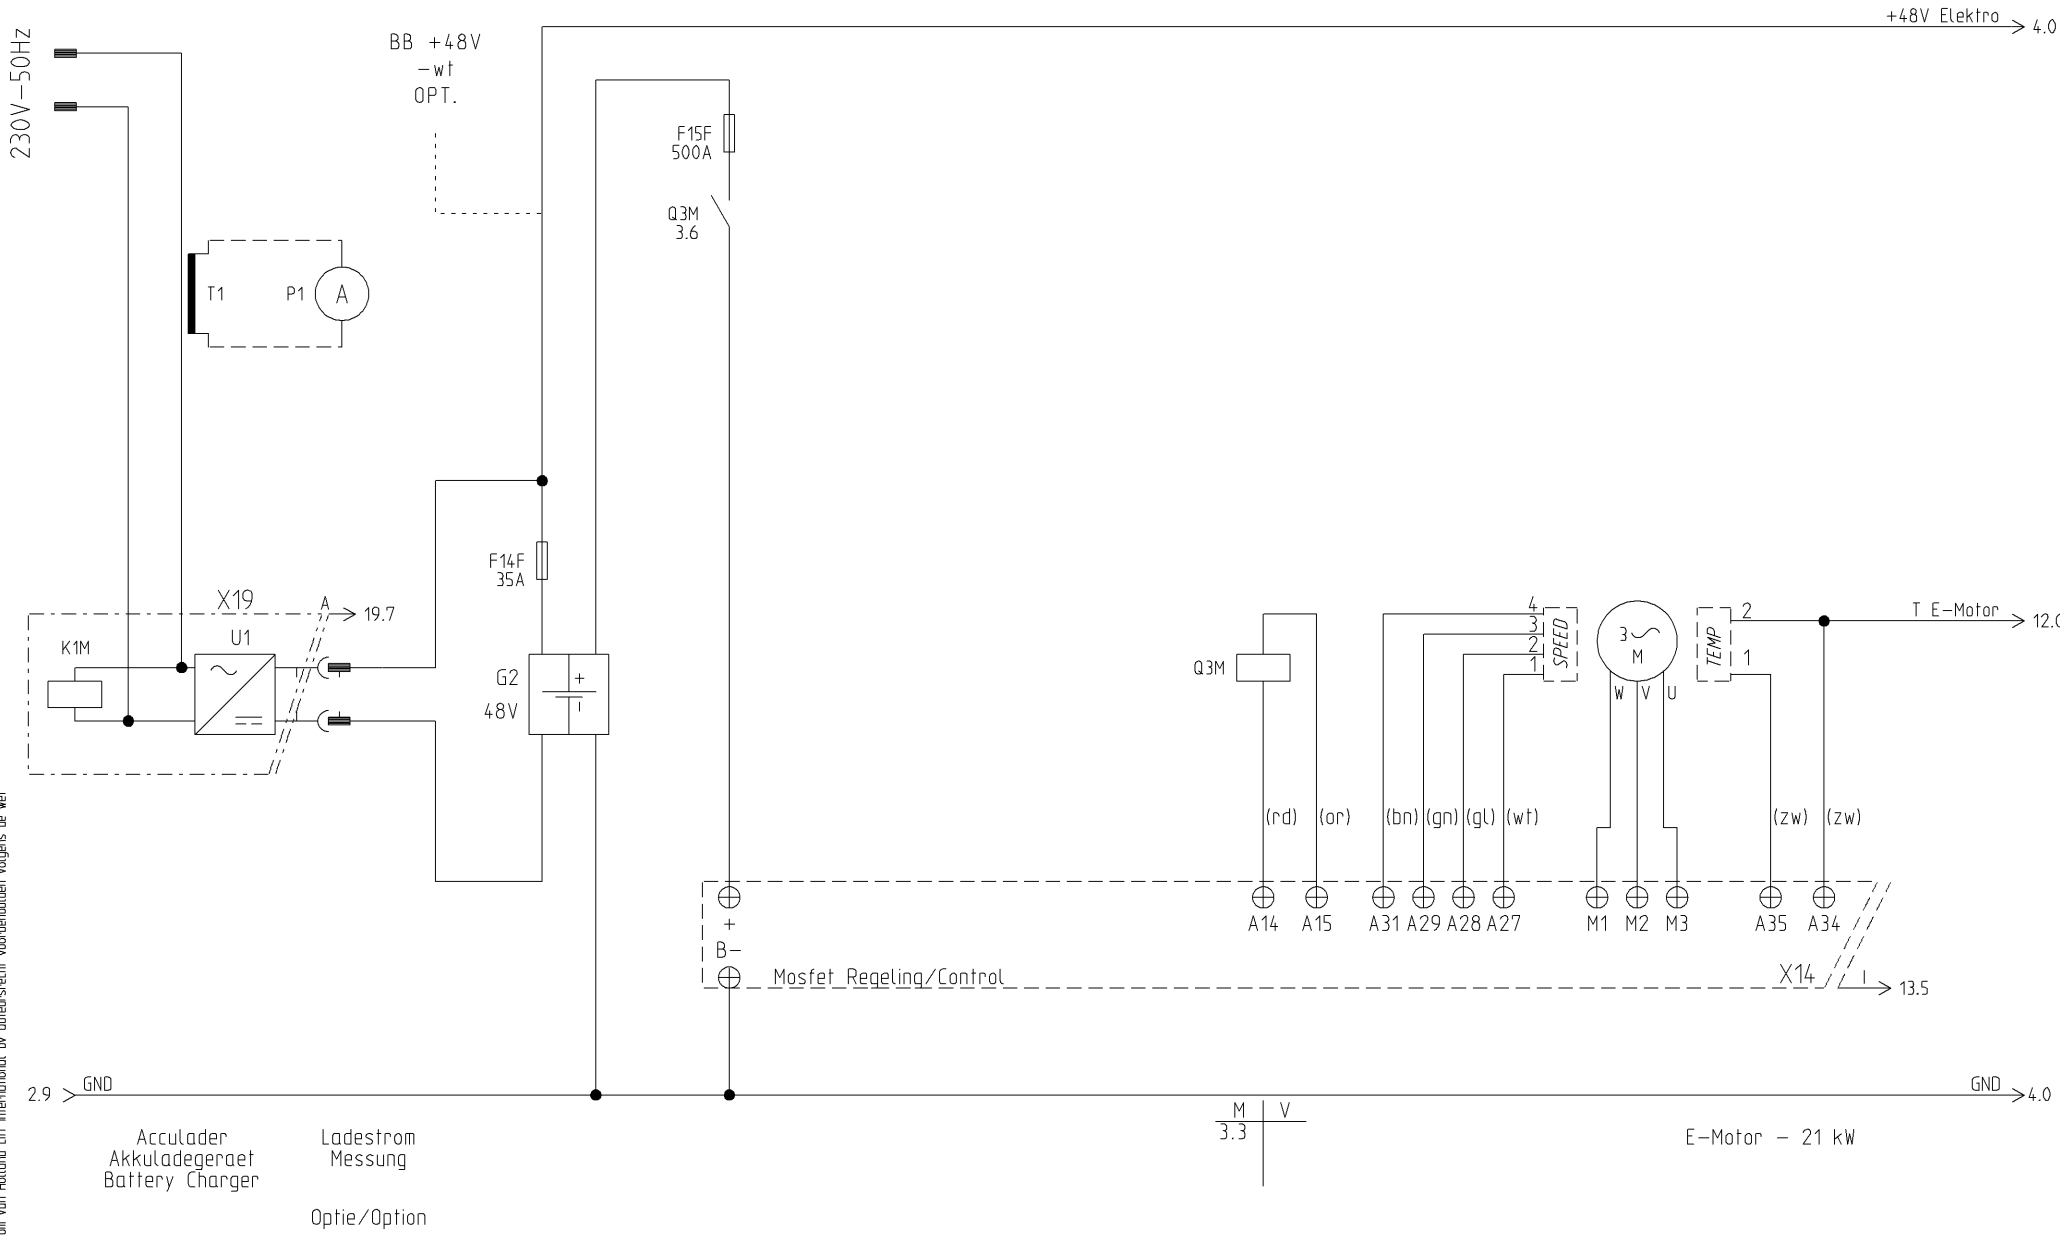 +48V Elektro
4.0
230V-50Hz
BB +48V
-wt
OPT.
F15F
500A
Q3M
3.6
T1
P1
A
F14F
35A
X19
A
19.7
K1M
U1
G2
48V
+
-
Q3M
4
3
2
1
SPEED
3
M
W
V
U
TEMP
2
1
T E-Motor
(rd)
(or)
(bn)
(gn)
(gl)
(wt)
(zw)
(zw)
A14
A15
A31
A29
A28
A27
M1
M2
M3
A35
A34
+
B-
Mosfet Regeling/Control
X14
I
13.5
2.9
GND
GND
4.0
M
V
3.3
Acculader
Akkuladegeraet
Battery Charger
Ladestrom
Messung
Optie/Option
E-Motor - 21 kW